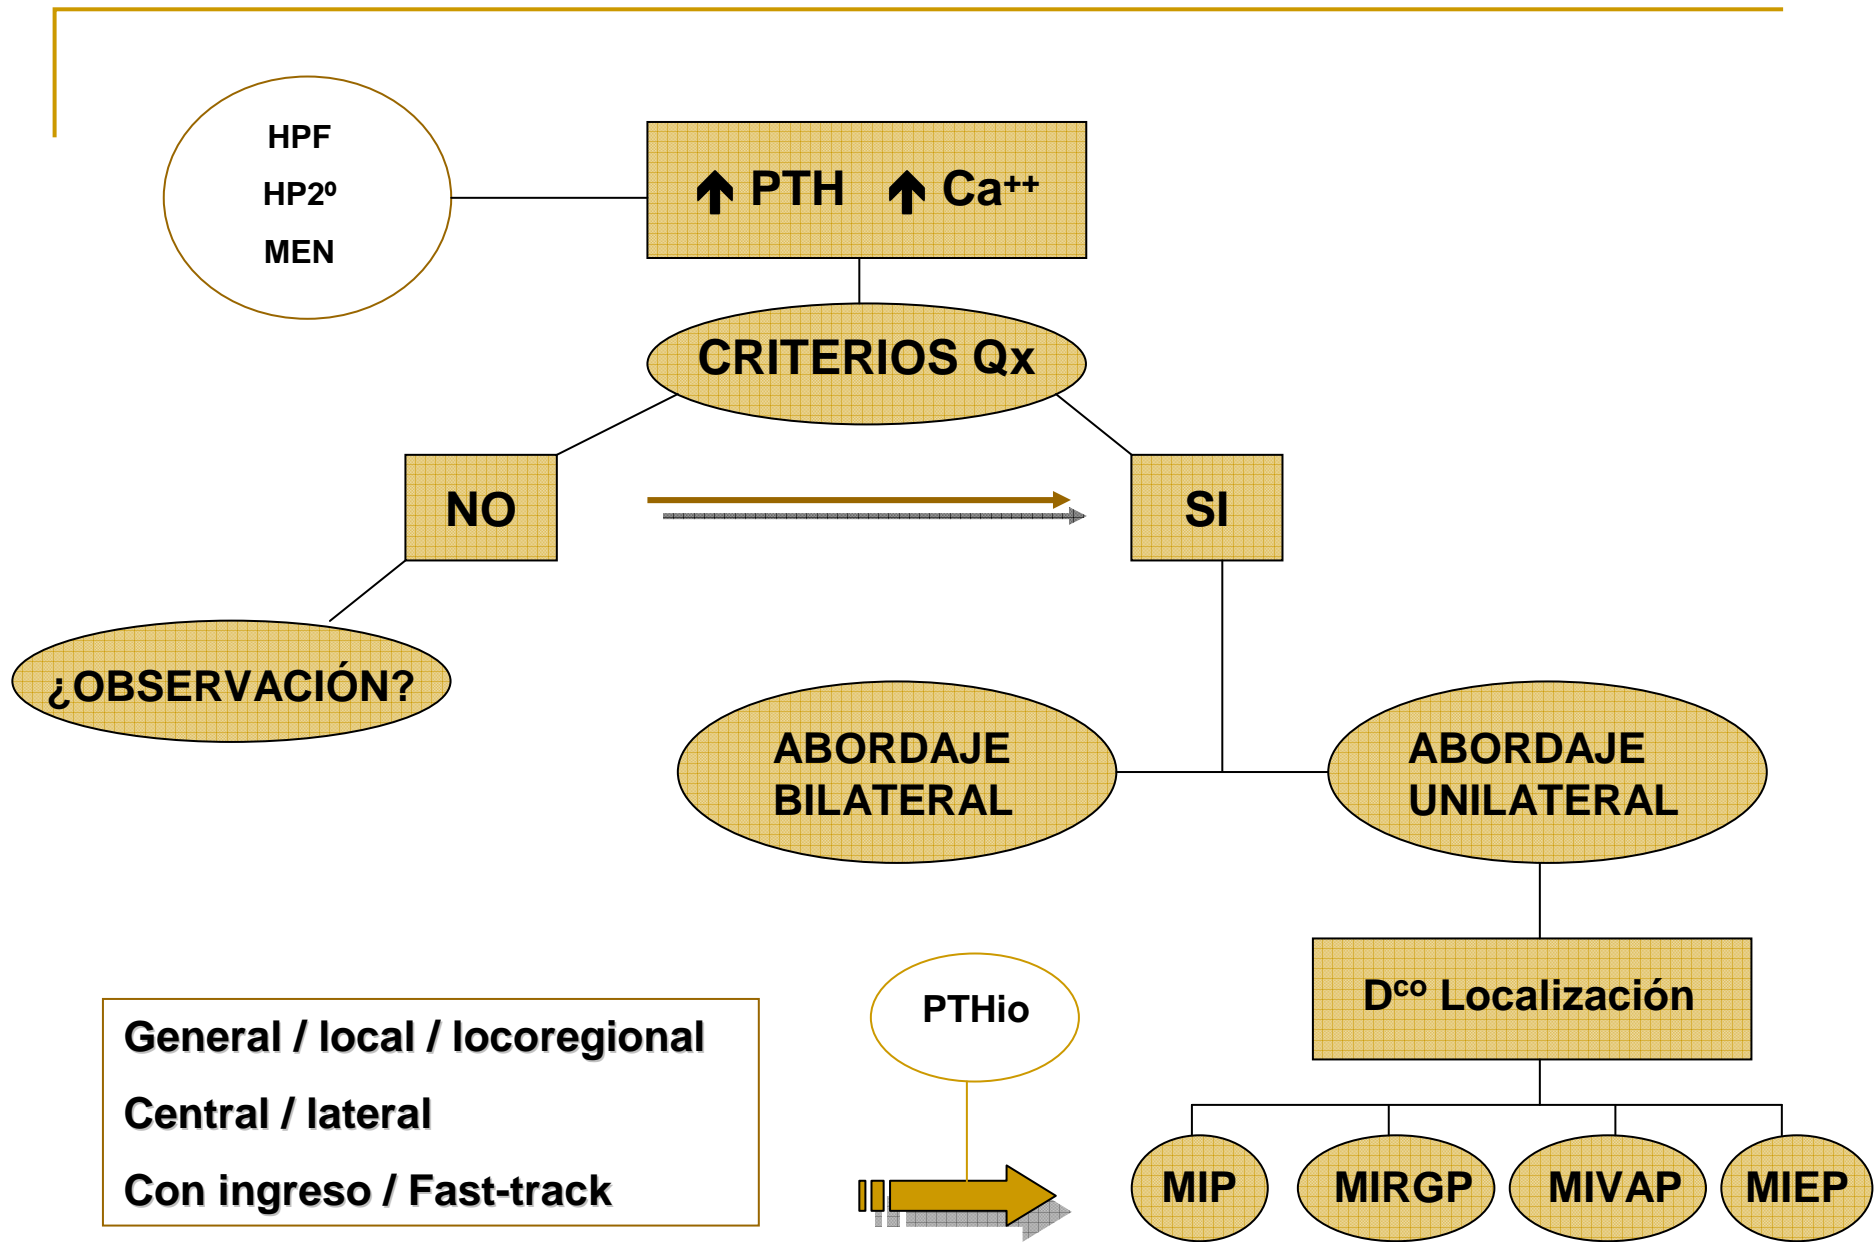 HPF
HP2º
MEN
PTH Ca⁺⁺
CRITERIOS Qx
NO
SI
¿OBSERVACIÓN?
ABORDAJE
BILATERAL
ABORDAJE
UNILATERAL
Dᶜᵒ Localización
PTHio
General / local / locoregional
Central / lateral
Con ingreso / Fast-track
MIP
MIRGP
MIVAP
MIEP